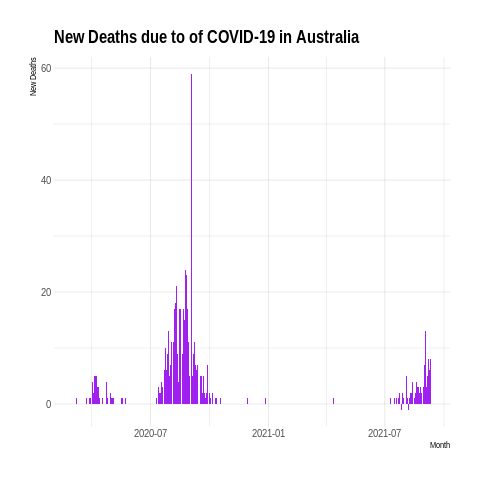 New Deaths due to of COVID-19 in Australia
New Deaths
60
40
20
0
2020-07
2021-01
2021-07
Month